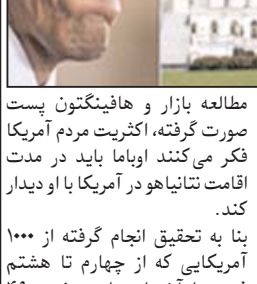 مطالعه بازار و هافینگتون پست
صورت گرفته، اکثریت مردم آمریکا
فکر می‌کنند اوباما باید در مدت
اقامت نتانیاهو در آمریکا با او دیدار
کند.
بنا به تحقیق انجام گرفته از ۱۰۰۰
آمریکایی که از چهارم تا هشتم